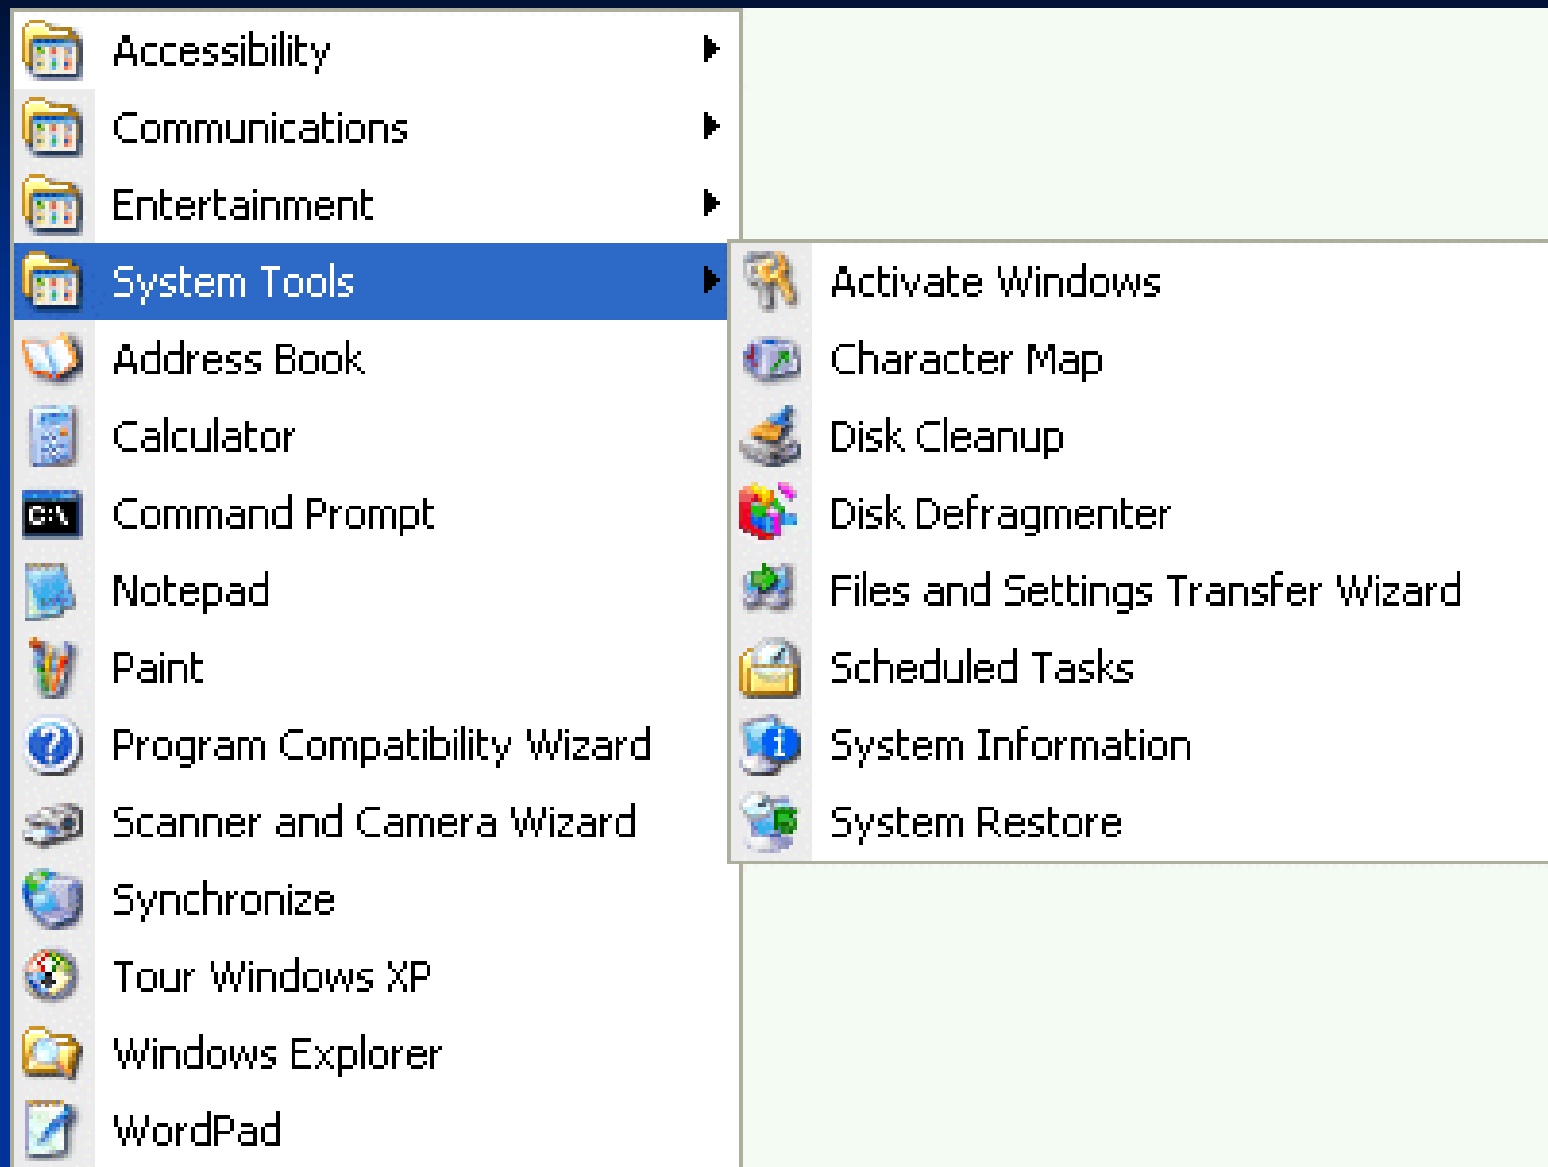 Accessibility
Communications
Entertainment
System Tools
Address Book
Calculator
C:\
Command Prompt
Notepad
Paint
Program Compatibility Wizard
Scanner and Camera Wizard
Synchronize
Tour Windows XP
Windows Explorer
WordPad
Activate Windows
Character Map
Disk Cleanup
Disk Defragmenter
Files and Settings Transfer Wizard
Scheduled Tasks
System Information
System Restore